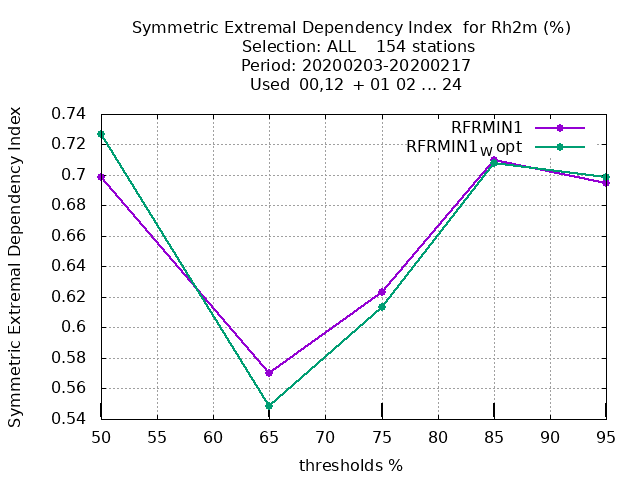 Symmetric Extremal Dependency Index for Rh2m (%)
Selection: ALL 154 stations
Period: 20200203-20200217
Used 00,12 + 01 02 ... 24
RFRMIN1
RFRMIN1w opt
Symmetric Extremal Dependency Index
0.74
0.72
0.7
0.68
0.66
0.64
0.62
0.6
0.58
0.56
0.54
50 55 60 65 70 75 80 85 90 95
thresholds %